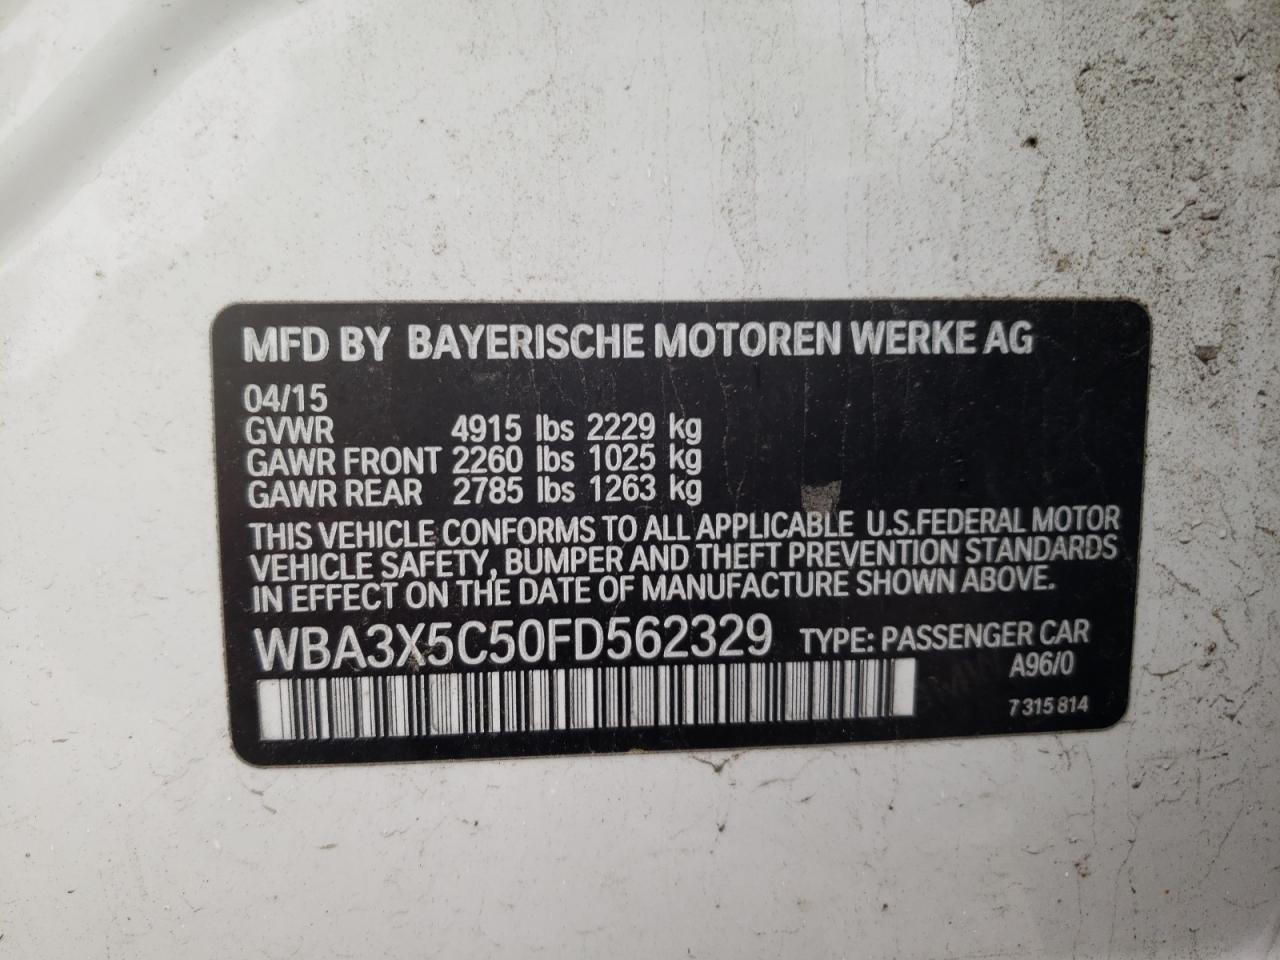 MFD BY BAYERISCHE MOTOREN WERKE AG
04/15
GVWR 4915 lbs 2229 kg
GAWR FRONT 2260 lbs 1025 kg
GAWR REAR 2785 lbs 1263 kg
THIS VEHICLE CONFORMS TO ALL APPLICABLE U.S.FEDERAL MOTOR
VEHICLE SAFETY, BUMPER AND THEFT PREVENTION STANDARDS
IN EFFECT ON THE DATE OF MANUFACTURE SHOWN ABOVE.
WBA3X5C50FD562329 TYPE: PASSENGER CAR
A96/0
7 315 814